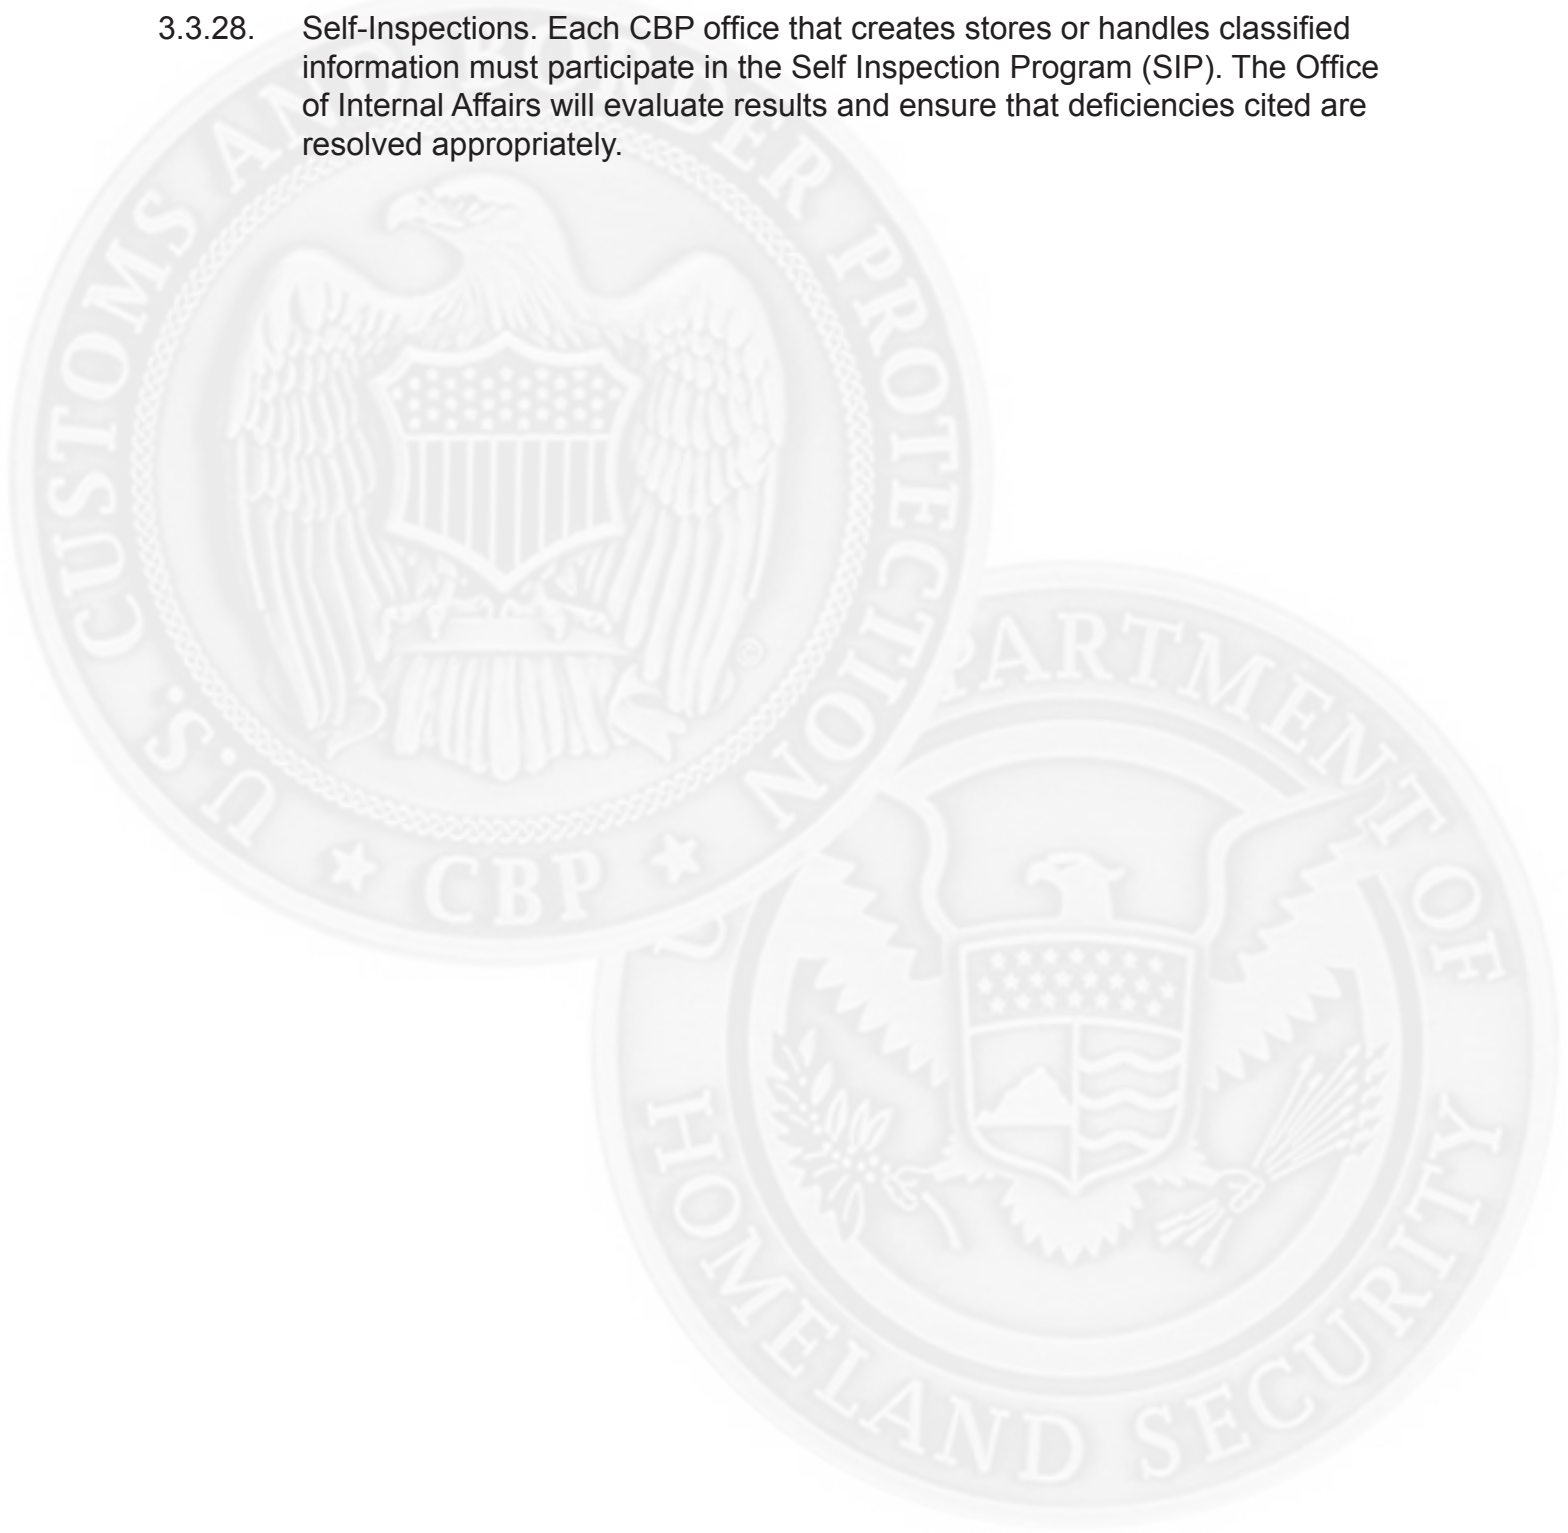 3.3.28. Self-Inspections. Each CBP office that creates stores or handles classified
information must participate in the Self Inspection Program (SIP). The Office
of Internal Affairs will evaluate results and ensure that deficiencies cited are
resolved appropriately.
U.S. CUSTOMS AND BORDER PROTECTION
★ CBP ★
PARTMENT OF
HOMELAND SECURITY